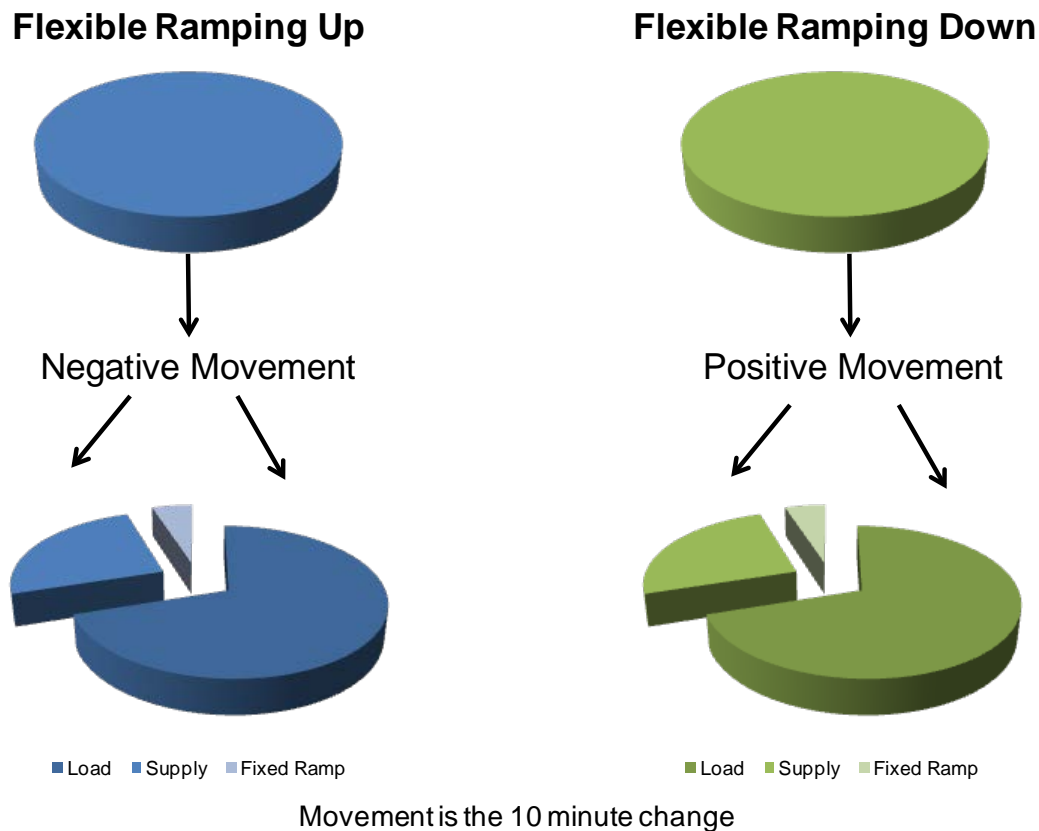 Flexible Ramping Up
Flexible Ramping Down
Negative Movement
Positive Movement
Load Supply Fixed Ramp
Load Supply Fixed Ramp
Movement is the 10 minute change